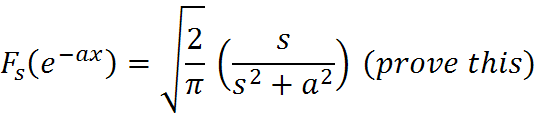 F_s(e^{-ax}) = \sqrt{\frac{2}{\pi}} \left( \frac{s}{s^2 + a^2} \right) (prove this)